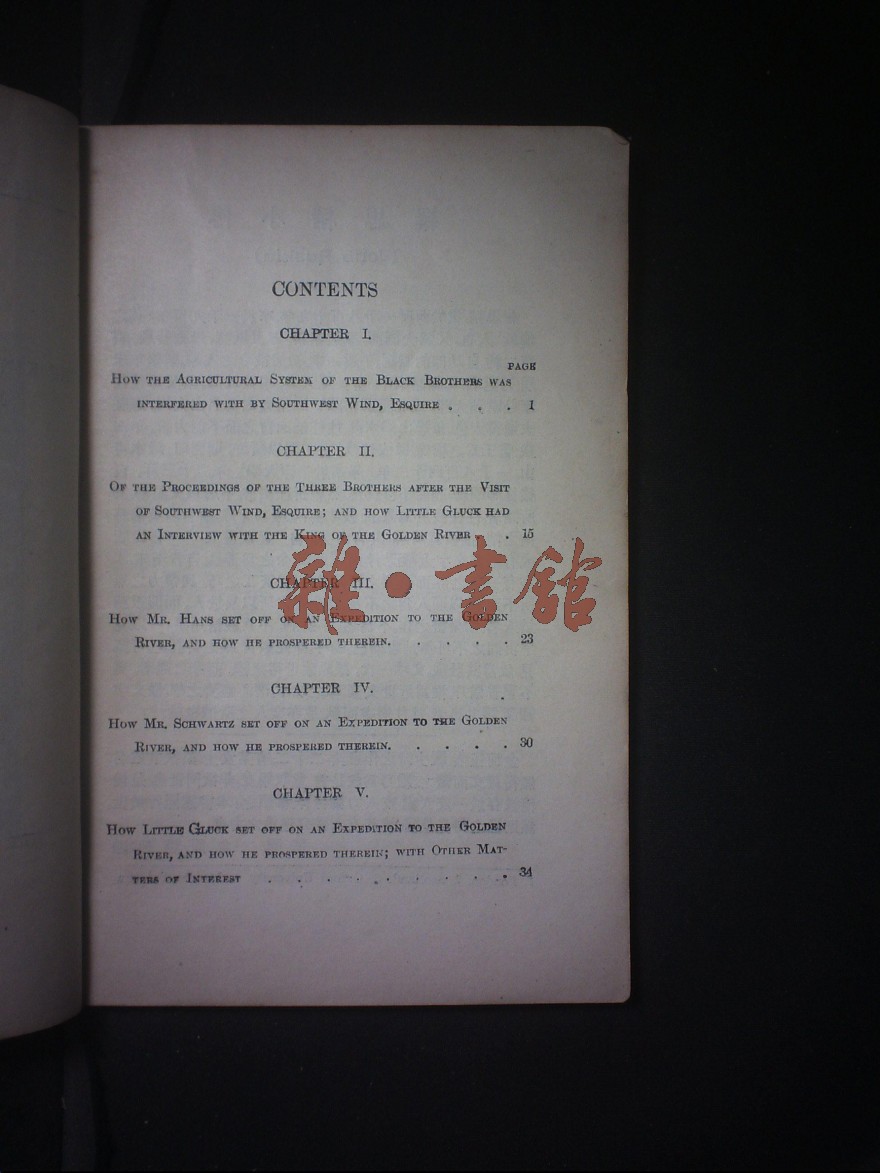 CONTENTS
CHAPTER I.
PAGE
HOW THE AGRICULTURAL SYSTEM OF THE BLACK BROTHERS WAS
INTERFERED WITH BY SOUTHWEST WIND, ESQUIRE . . . 1
CHAPTER II.
OF THE PROCEEDINGS OF THE THREE BROTHERS AFTER THE VISIT
OF SOUTHWEST WIND, ESQUIRE; AND HOW LITTLE GLUCK HAD
AN INTERVIEW WITH THE KING OF THE GOLDEN RIVER . . 15
CHAPTER III.
雜·書館
HOW MR. HANS SET OFF ON AN EXPEDITION TO THE GOLDEN
RIVER, AND HOW HE PROSPERED THEREIN. . . . . 23
CHAPTER IV.
HOW MR. SCHWARTZ SET OFF ON AN EXPEDITION TO THE GOLDEN
RIVER, AND HOW HE PROSPERED THEREIN. . . . . 30
CHAPTER V.
HOW LITTLE GLUCK SET OFF ON AN EXPEDITION TO THE GOLDEN
RIVER, AND HOW HE PROSPERED THEREIN; WITH OTHER MAT-
TERS OF INTEREST . . . . . . . . . 34